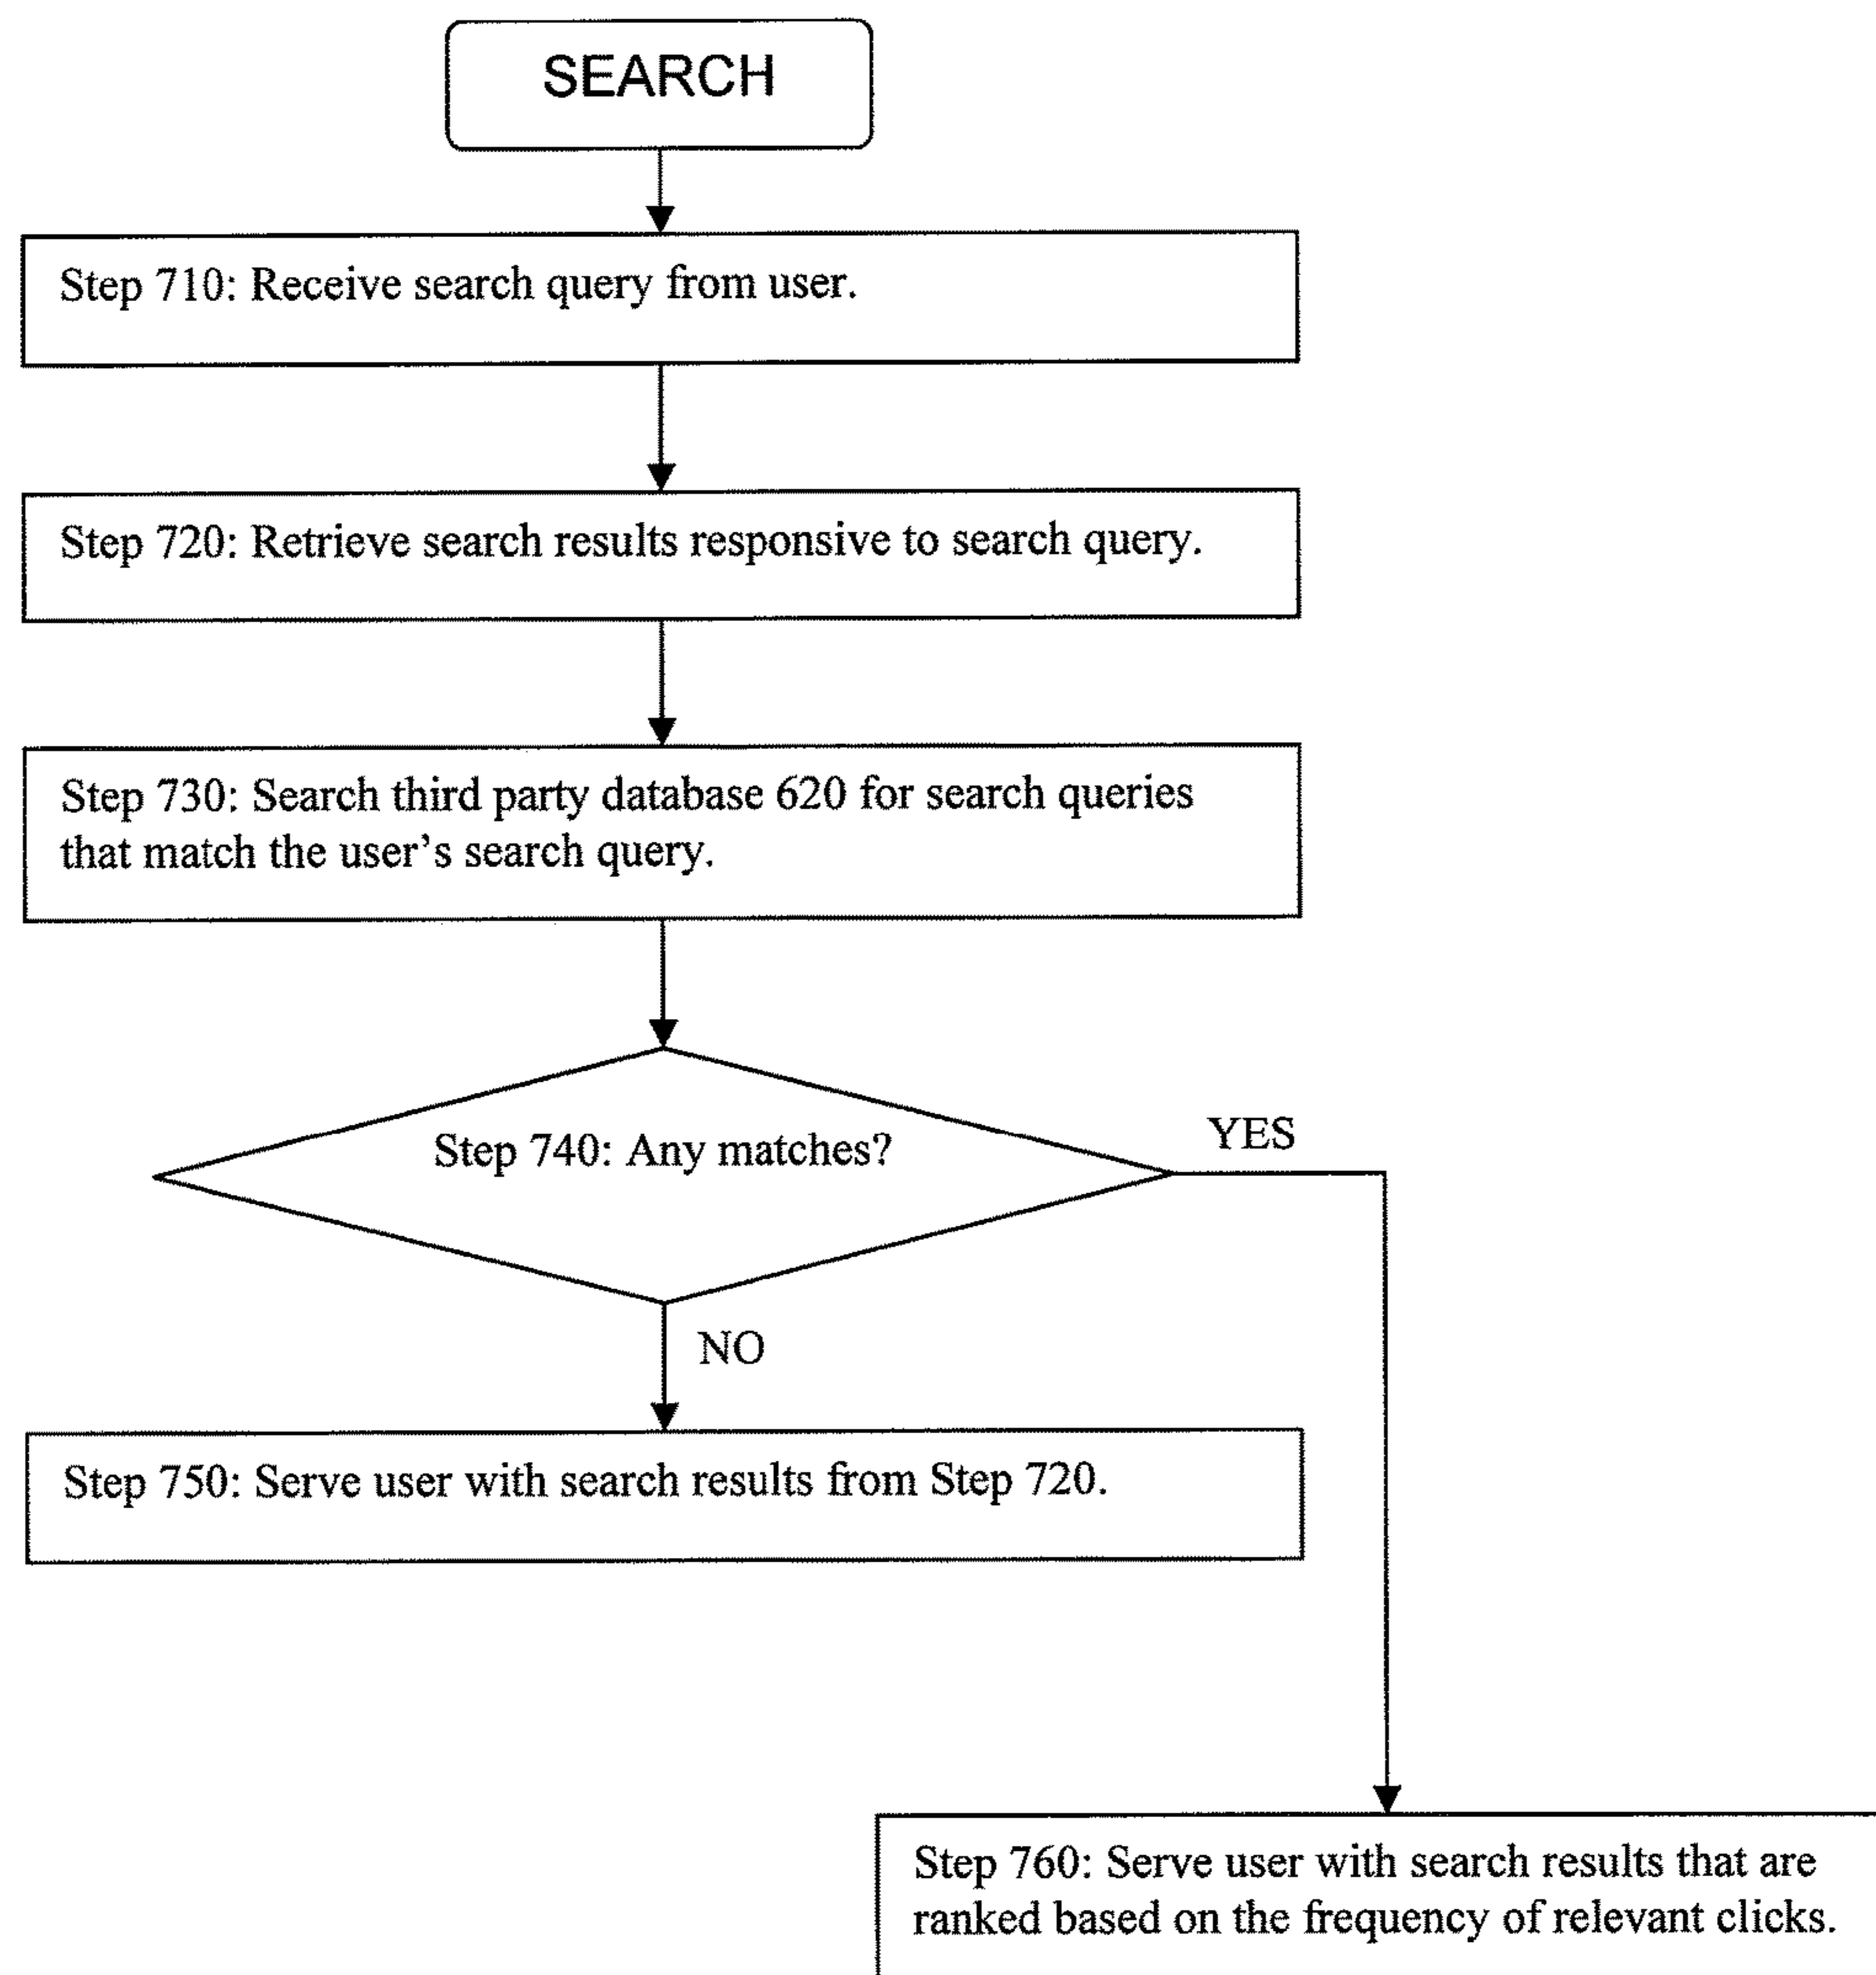 SEARCH
Step 710: Receive search query from user.
Step 720: Retrieve search results responsive to search query.
Step 730: Search third party database 620 for search queries
that match the user’s search query.
Step 740: Any matches?
YES
NO
Step 750: Serve user with search results from Step 720.
Step 760: Serve user with search results that are
ranked based on the frequency of relevant clicks.